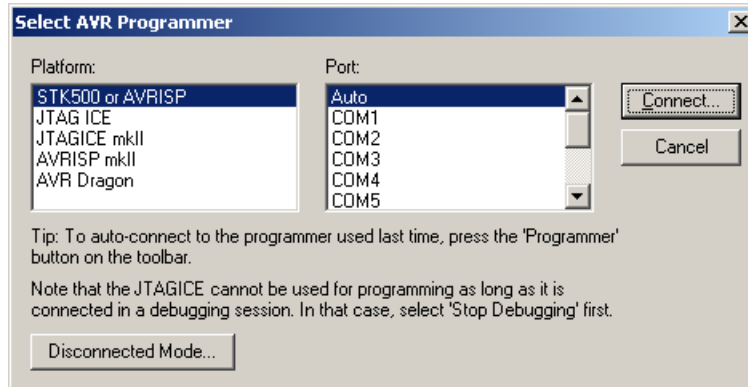 Select AVR Programmer
Platform:
Port:
STK500 or AVRISP
JTAG ICE
JTAGICE mkII
AVRISP mkII
AVR Dragon
Auto
COM1
COM2
COM3
COM4
COM5
Connect...
Cancel
Tip: To auto-connect to the programmer used last time, press the 'Programmer'
button on the toolbar.
Note that the JTAGICE cannot be used for programming as long as it is
connected in a debugging session. In that case, select 'Stop Debugging' first.
Disconnected Mode...